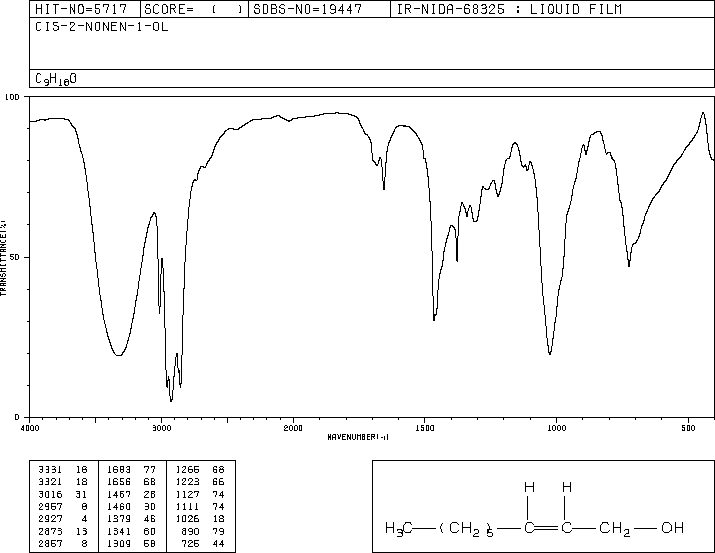 HIT-NO=5717 SCORE= ( ) SDBS-NO=19447 IR-NIDA-68325 : LIQUID FILM
CIS-2-NONEN-1-OL
C9H18O
100
50
0
TRANSMITTANCE(%)
4000 3000 2000 1500 1000 500
WAVENUMBER(-1)
3331 18 1683 77 1266 68
3321 18 1656 68 1223 66
3016 31 1467 28 1127 74
2957 8 1460 30 1111 74
2927 4 1379 46 1026 18
2873 13 1341 60 890 79
2857 8 1309 58 725 44
H H
H3C (CH2)5 C C CH2 OH